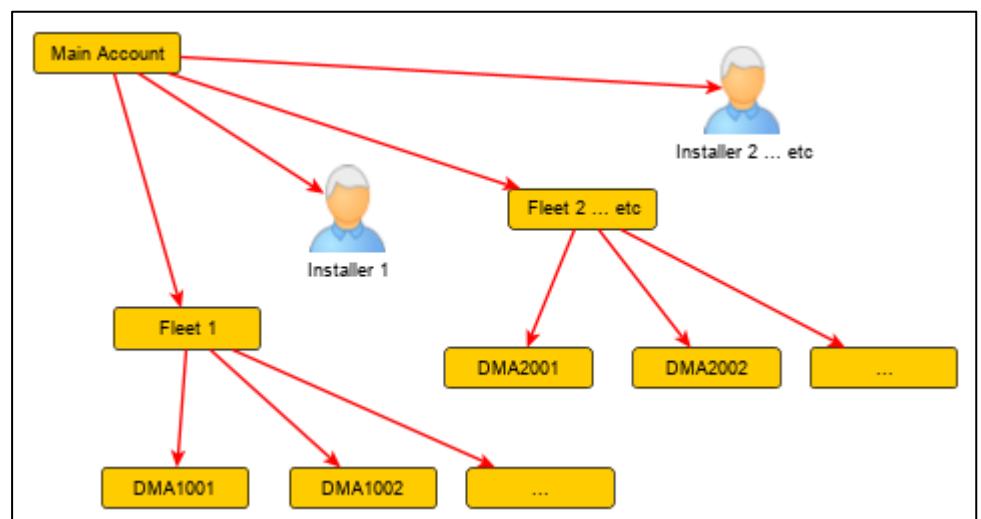 Main Account
Installer 2 ... etc
Fleet 2 ... etc
Installer 1
Fleet 1
DMA2001
DMA2002
...
DMA1001
DMA1002
...